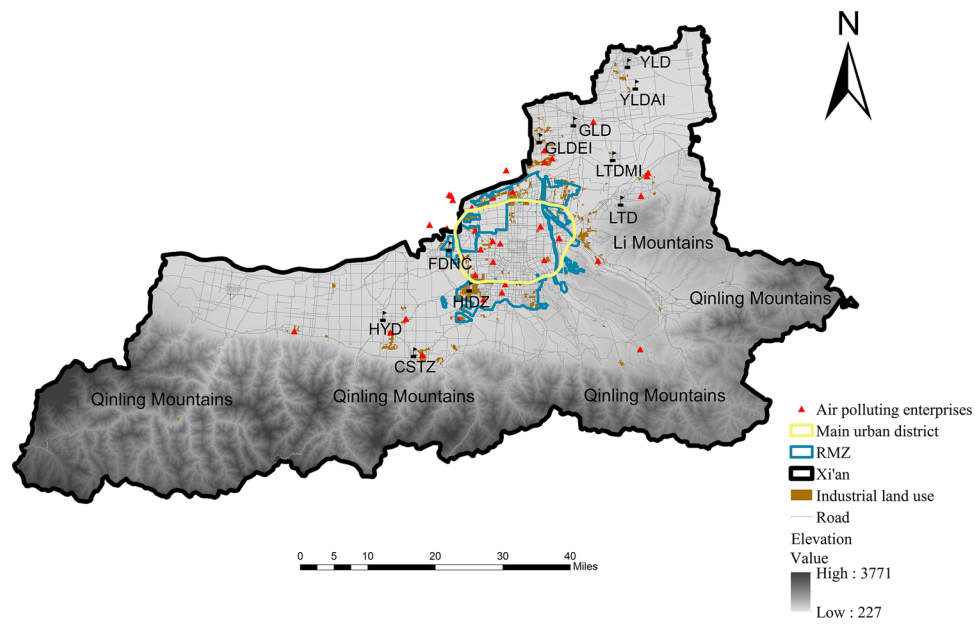 N
YLD
YLDAI
GLD
GLDEI
LTDMI
LTD
Li Mountains
FDNC
HIDZ
Qinling Mountains
HYD
CSTZ
Qinling Mountains
Qinling Mountains
Qinling Mountains
Air polluting enterprises
Main urban district
RMZ
Xi'an
Industrial land use
Road
Elevation
Value
High : 3771
Low : 227
0 5 10 20 30 40
Miles